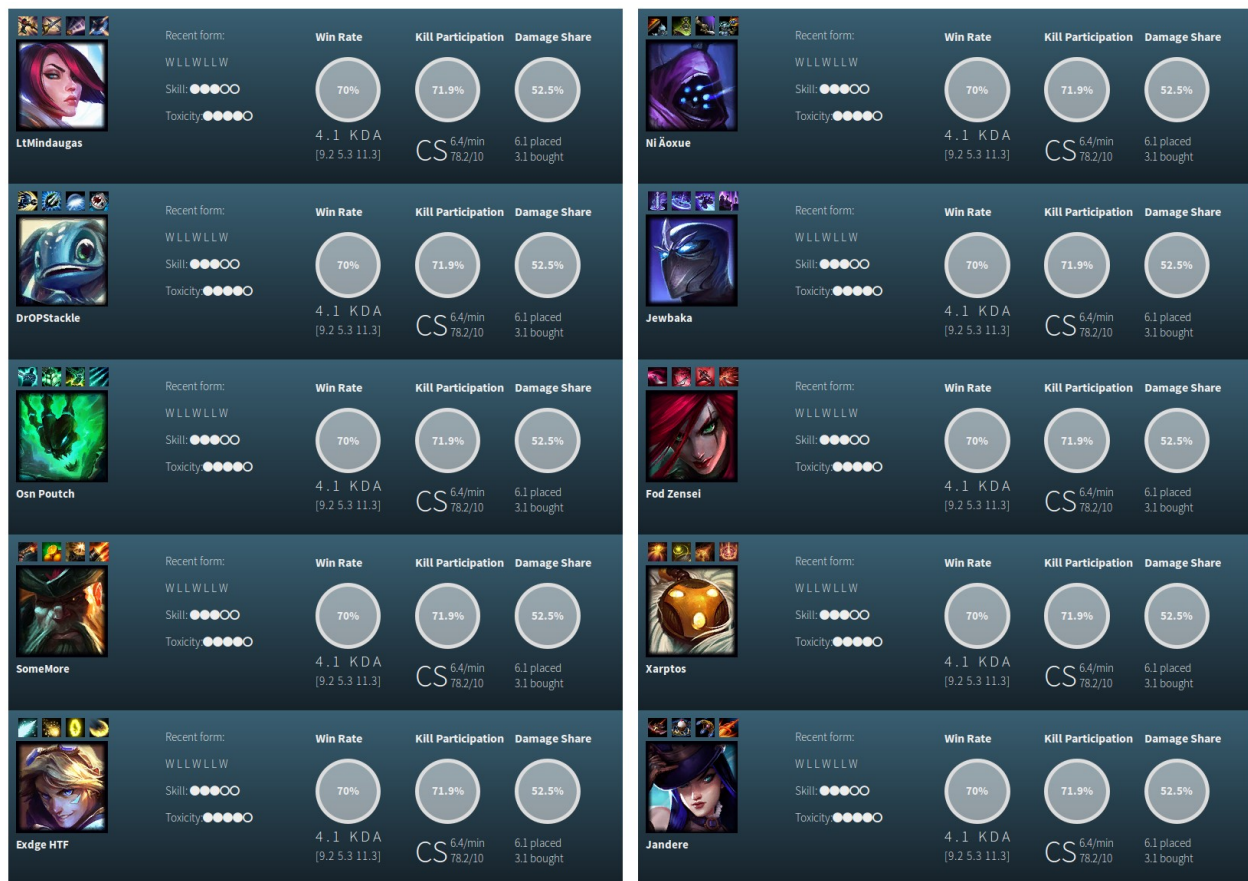 Recent form:
Win Rate
Kill Participation
Damage Share
W L L W L L W
Skill:
70%
71.9%
52.5%
Toxicity:
4.1 KDA
[9.2 5.3 11.3]
CS
6.4/min
78.2/10
6.1 placed
3.1 bought
LtMindaugas
Recent form:
Win Rate
Kill Participation
Damage Share
W L L W L L W
Skill:
70%
71.9%
52.5%
Toxicity:
4.1 KDA
[9.2 5.3 11.3]
CS
6.4/min
78.2/10
6.1 placed
3.1 bought
Ni Äoxue
Recent form:
Win Rate
Kill Participation
Damage Share
W L L W L L W
Skill:
70%
71.9%
52.5%
Toxicity:
4.1 KDA
[9.2 5.3 11.3]
CS
6.4/min
78.2/10
6.1 placed
3.1 bought
DrOPStackle
Recent form:
Win Rate
Kill Participation
Damage Share
W L L W L L W
Skill:
70%
71.9%
52.5%
Toxicity:
4.1 KDA
[9.2 5.3 11.3]
CS
6.4/min
78.2/10
6.1 placed
3.1 bought
Jewbaka
Recent form:
Win Rate
Kill Participation
Damage Share
W L L W L L W
Skill:
70%
71.9%
52.5%
Toxicity:
4.1 KDA
[9.2 5.3 11.3]
CS
6.4/min
78.2/10
6.1 placed
3.1 bought
Osn Poutch
Recent form:
Win Rate
Kill Participation
Damage Share
W L L W L L W
Skill:
70%
71.9%
52.5%
Toxicity:
4.1 KDA
[9.2 5.3 11.3]
CS
6.4/min
78.2/10
6.1 placed
3.1 bought
Fod Zensei
Recent form:
Win Rate
Kill Participation
Damage Share
W L L W L L W
Skill:
70%
71.9%
52.5%
Toxicity:
4.1 KDA
[9.2 5.3 11.3]
CS
6.4/min
78.2/10
6.1 placed
3.1 bought
SomeMore
Recent form:
Win Rate
Kill Participation
Damage Share
W L L W L L W
Skill:
70%
71.9%
52.5%
Toxicity:
4.1 KDA
[9.2 5.3 11.3]
CS
6.4/min
78.2/10
6.1 placed
3.1 bought
Xarptos
Recent form:
Win Rate
Kill Participation
Damage Share
W L L W L L W
Skill:
70%
71.9%
52.5%
Toxicity:
4.1 KDA
[9.2 5.3 11.3]
CS
6.4/min
78.2/10
6.1 placed
3.1 bought
Exdge HTF
Recent form:
Win Rate
Kill Participation
Damage Share
W L L W L L W
Skill:
70%
71.9%
52.5%
Toxicity:
4.1 KDA
[9.2 5.3 11.3]
CS
6.4/min
78.2/10
6.1 placed
3.1 bought
Jandere